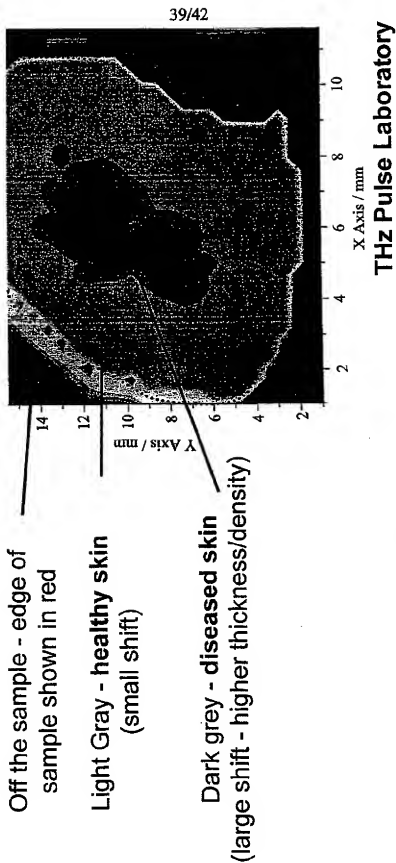 39/42
Off the sample - edge of
sample shown in red
Light Gray - healthy skin
(small shift)
Dark grey - diseased skin
(large shift - higher thickness/density)
Y Axis / mm
14
12
10
8
6
4
2
2
4
6
8
10
X Axis / mm
THz Pulse Laboratory